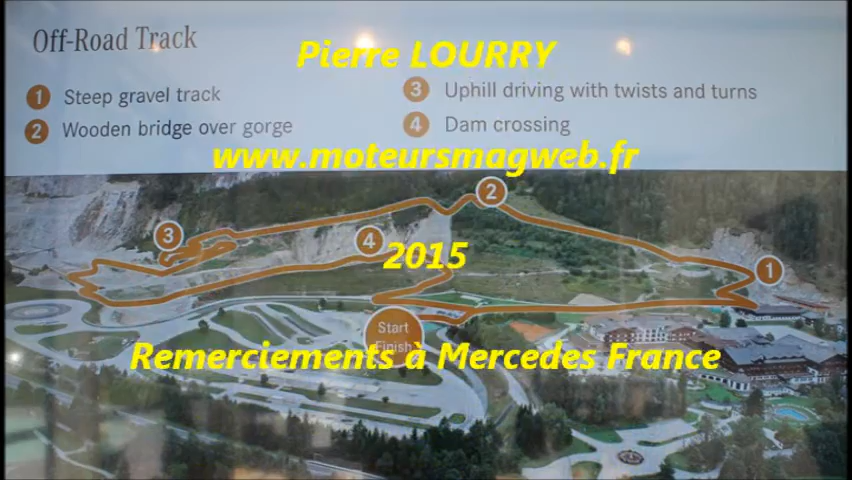 Off-Road Track
Pierre LOURRY
1 Steep gravel track
3 Uphill driving with twists and turns
2 Wooden bridge over gorge
4 Dam crossing
www.moteursmagweb.fr
2
3
4
2015
1
Start
Finish
Remerciements à Mercedes France